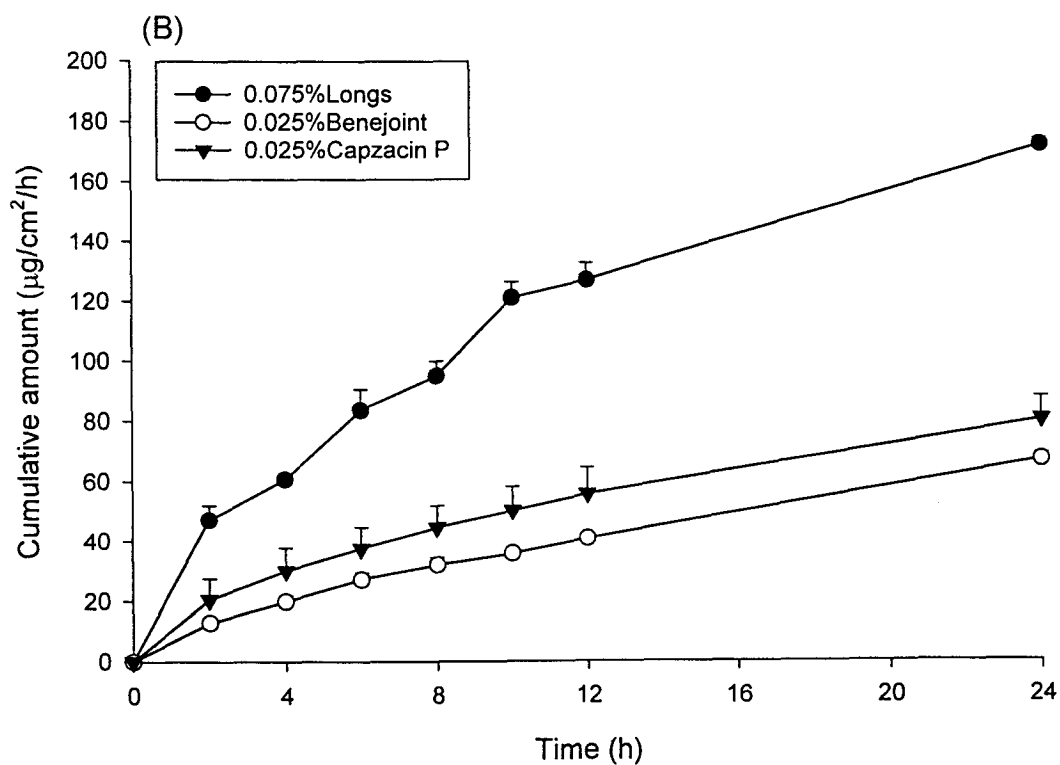 (B)
200
180
160
140
120
100
80
60
40
20
0
0.075%Longs
0.025%Benejoint
0.025%Capzacin P
Cumulative amount (μg/cm²/h)
0 4 8 12 16 20 24
Time (h)